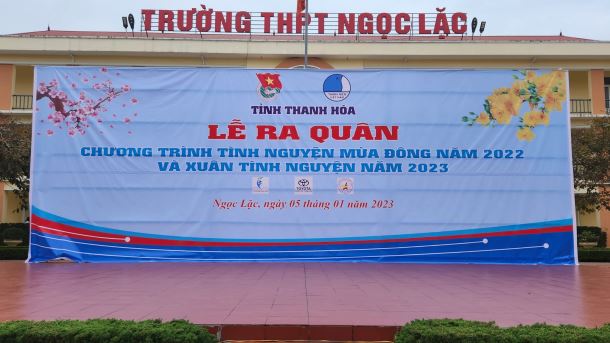 TRƯỜNG THPT NGỌC LẶC
TỈNH THANH HÓA
LỄ RA QUÂN
CHƯƠNG TRÌNH TÌNH NGUYỆN MÙA ĐÔNG NĂM 2022
VÀ XUÂN TÌNH NGUYỆN NĂM 2023
TOYOTA
Ngọc Lặc, ngày 05 tháng 01 năm 2023